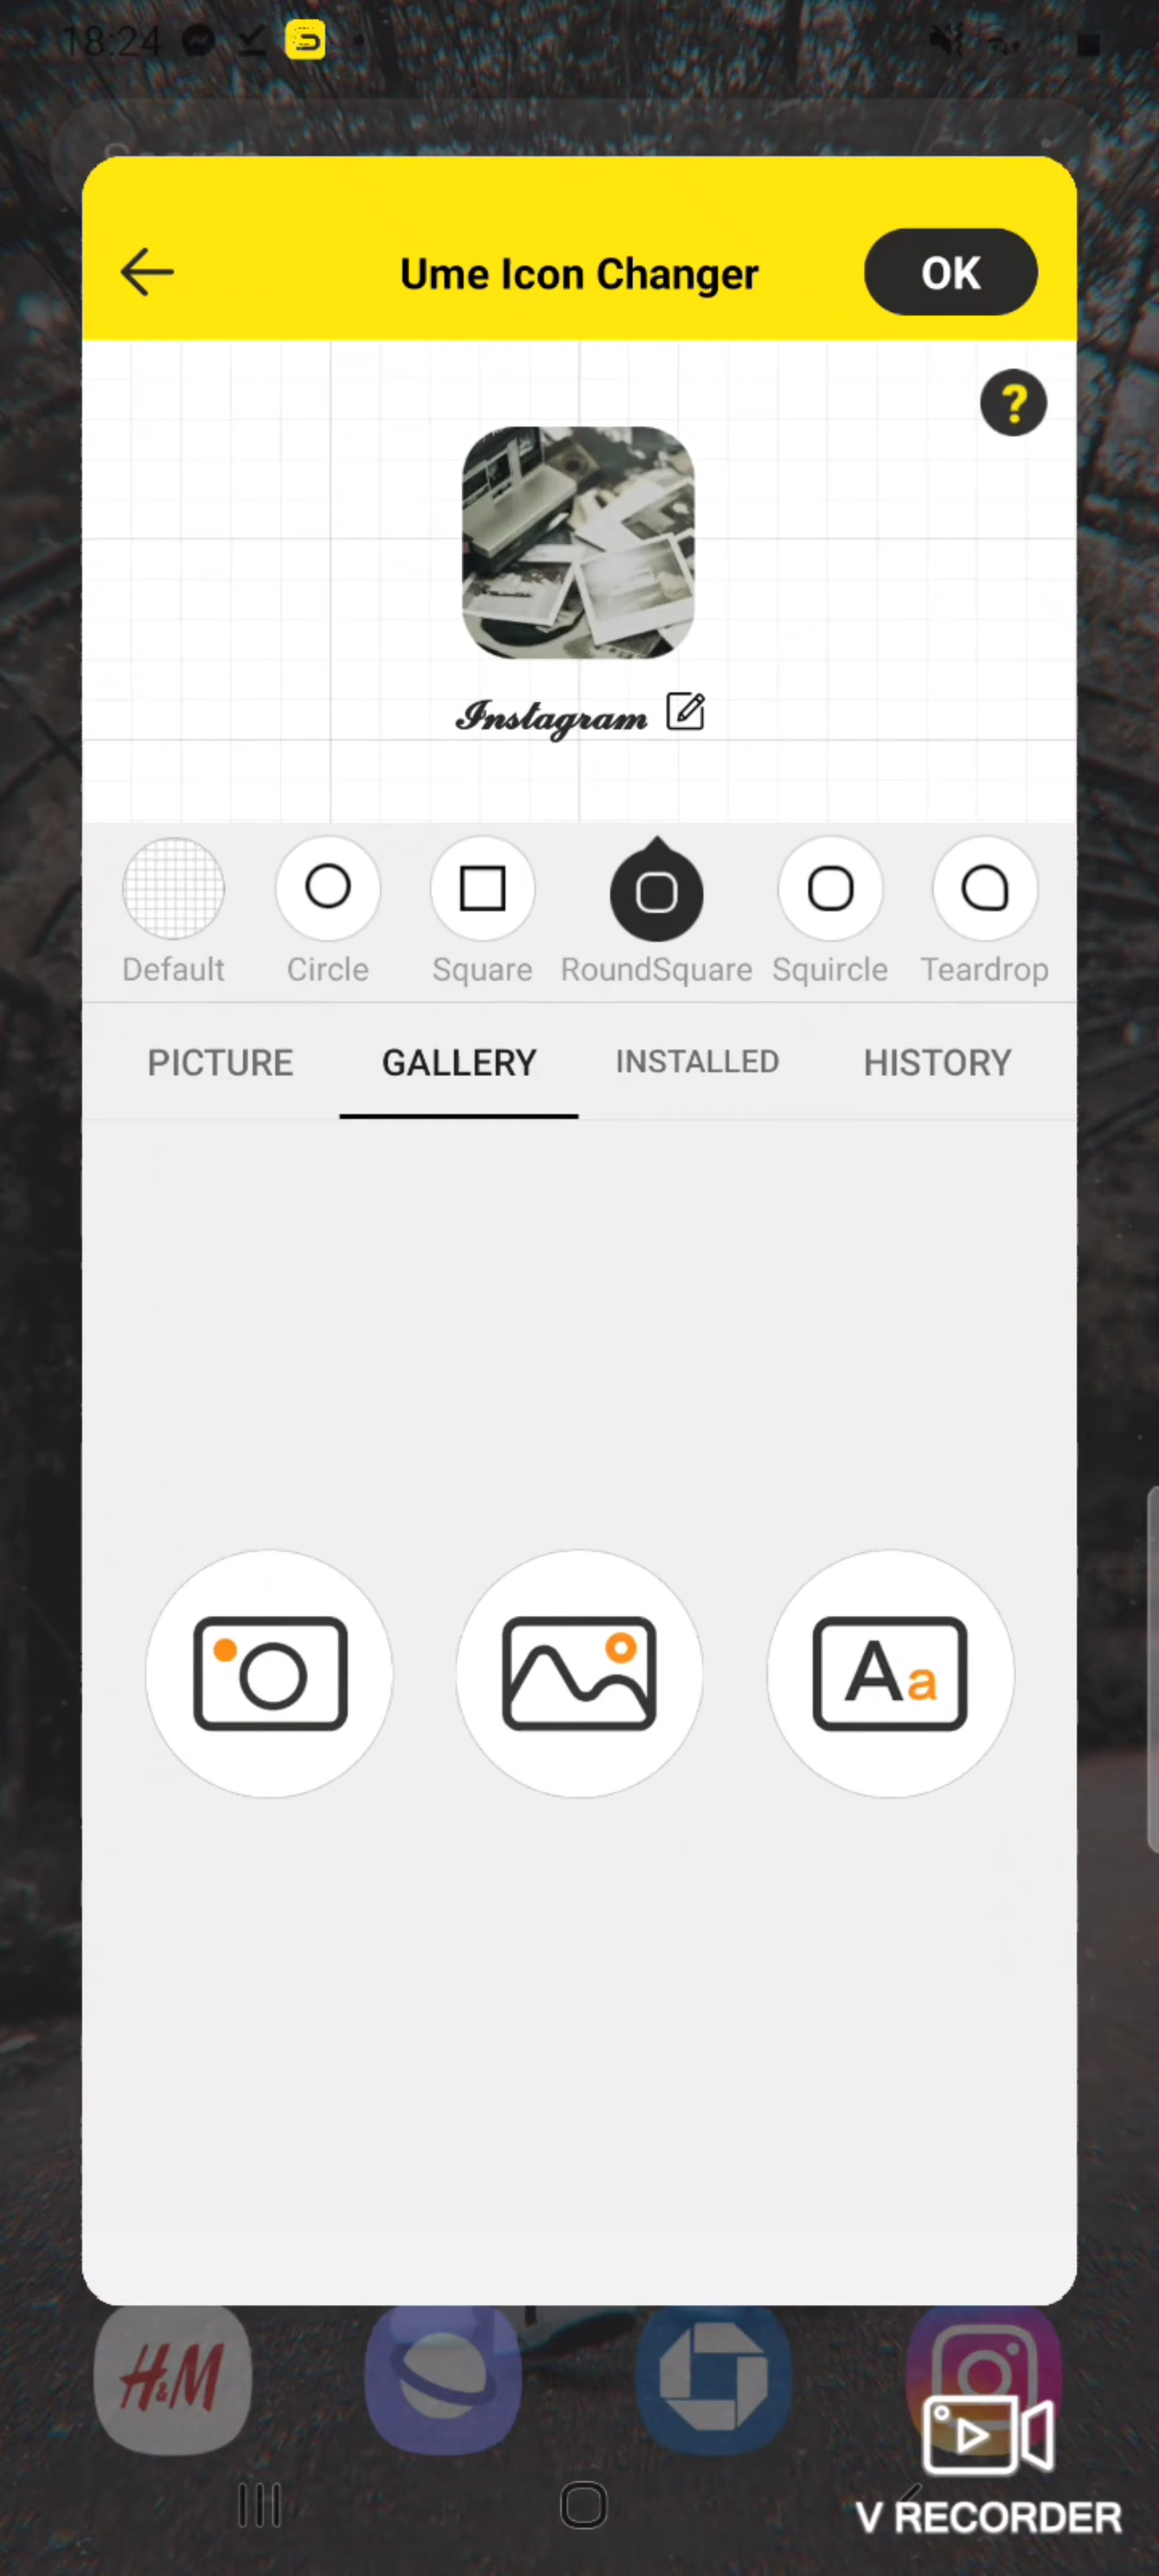 18:24
Search
Ume Icon Changer
OK
?
Instagram
Default Circle Square RoundSquare Squircle Teardrop
PICTURE GALLERY INSTALLED HISTORY
Aa
H&M
V RECORDER